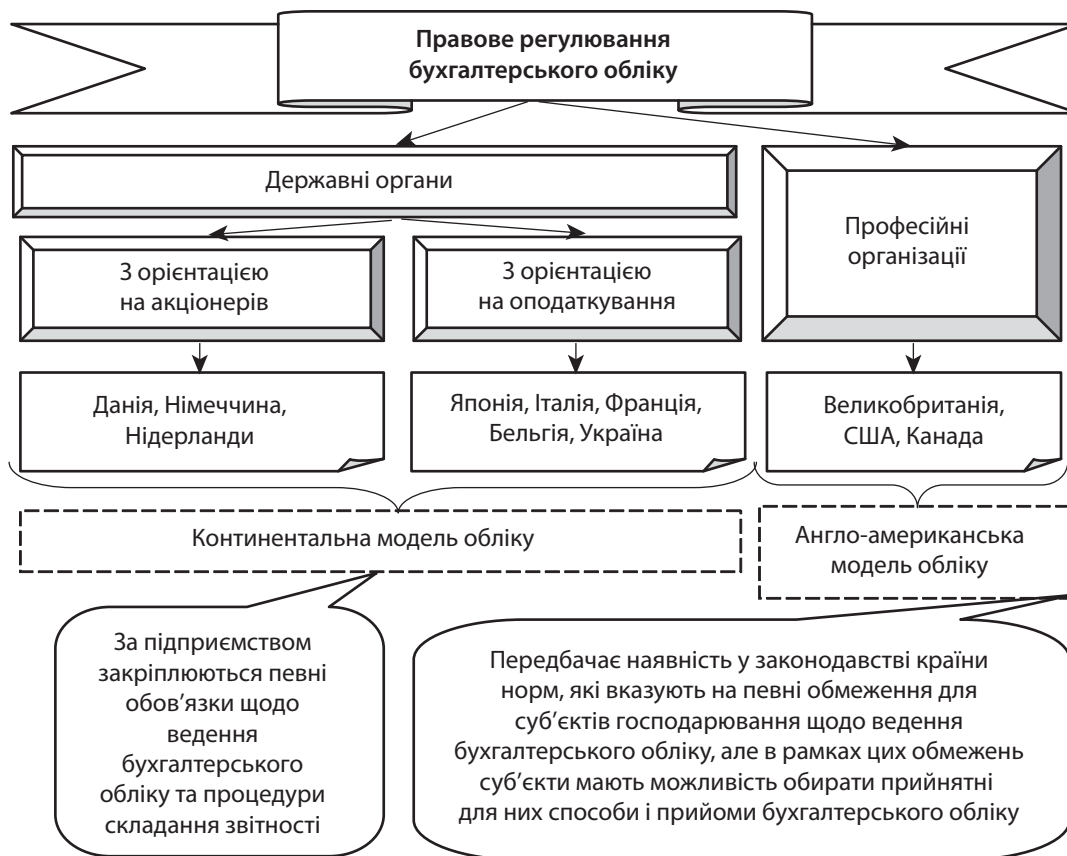 Правове регулювання
бухгалтерського обліку
Державні органи
Професійні
організації
З орієнтацією
на акціонерів
З орієнтацією
на оподаткування
Данія, Німеччина,
Нідерланди
Японія, Італія, Франція,
Бельгія, Україна
Великобританія,
США, Канада
Континентальна модель обліку
Англо-американська
модель обліку
За підприємством
закріплюються певні
обов’язки щодо
ведення
бухгалтерського
обліку та процедури
складання звітності
Передбачає наявність у законодавстві країни
норм, які вказують на певні обмеження для
суб’єктів господарювання щодо ведення
бухгалтерського обліку, але в рамках цих обмежень
суб’єкти мають можливість обирати прийнятні
для них способи і прийоми бухгалтерського обліку